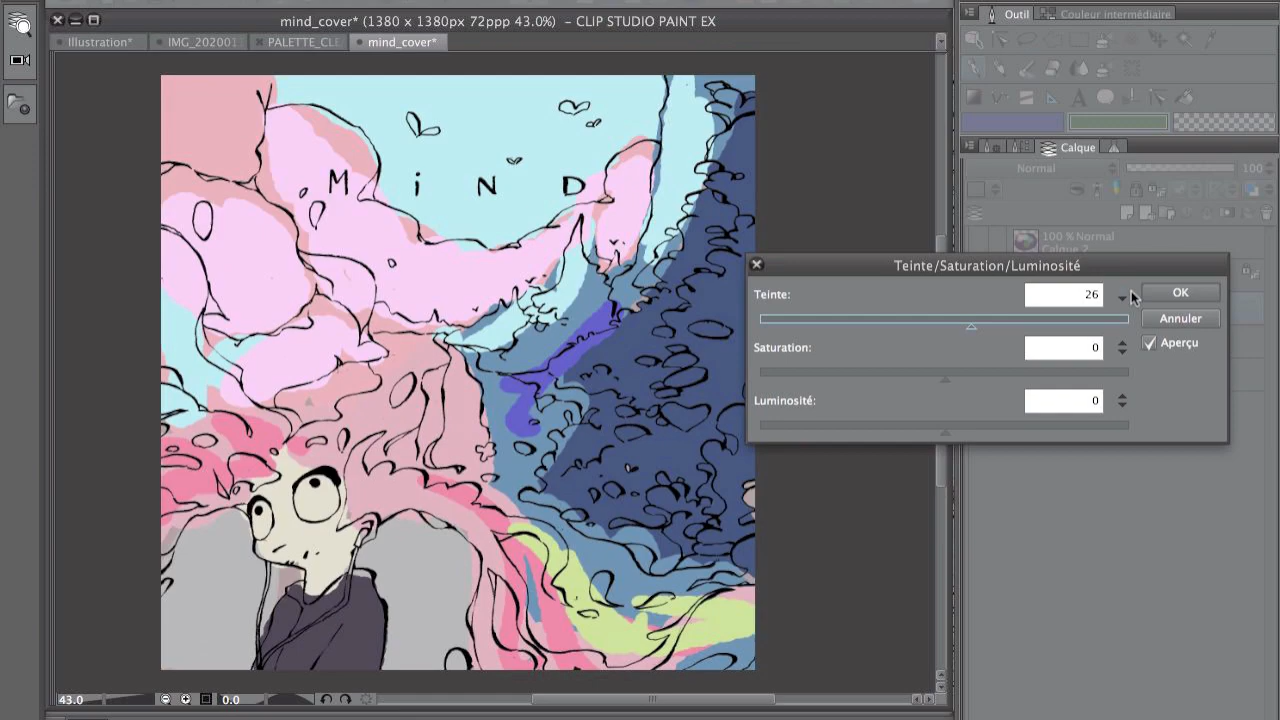 mind_cover* (1380 x 1380px 72ppp 43.0%) - CLIP STUDIO PAINT EX
Outil
Couleur intermédiaire
Illustration*
IMG_202001
PALETTE_CLE
mind_cover*
M i N D
Calque
Normal
100
100 % Normal
Calque 2
Teinte/Saturation/Luminosité
Teinte:
26
OK
Annuler
Saturation:
0
Aperçu
Luminosité:
0
43.0
0.0